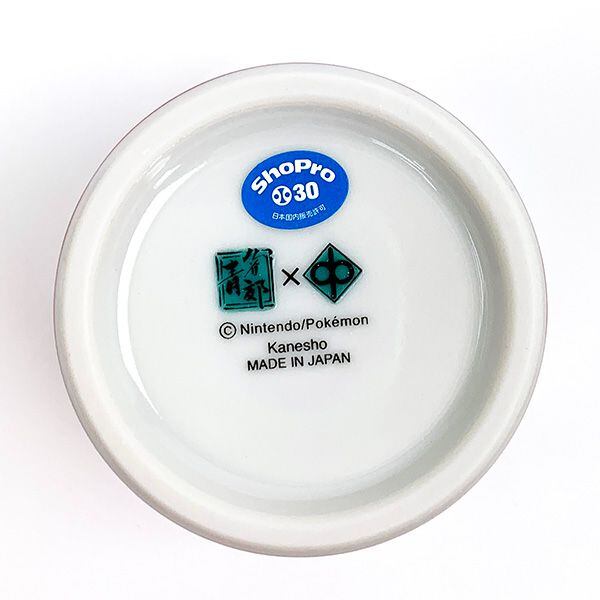 ShoPro
30
日本国内販売許可
×
© Nintendo/Pokémon
Kanesho
MADE IN JAPAN